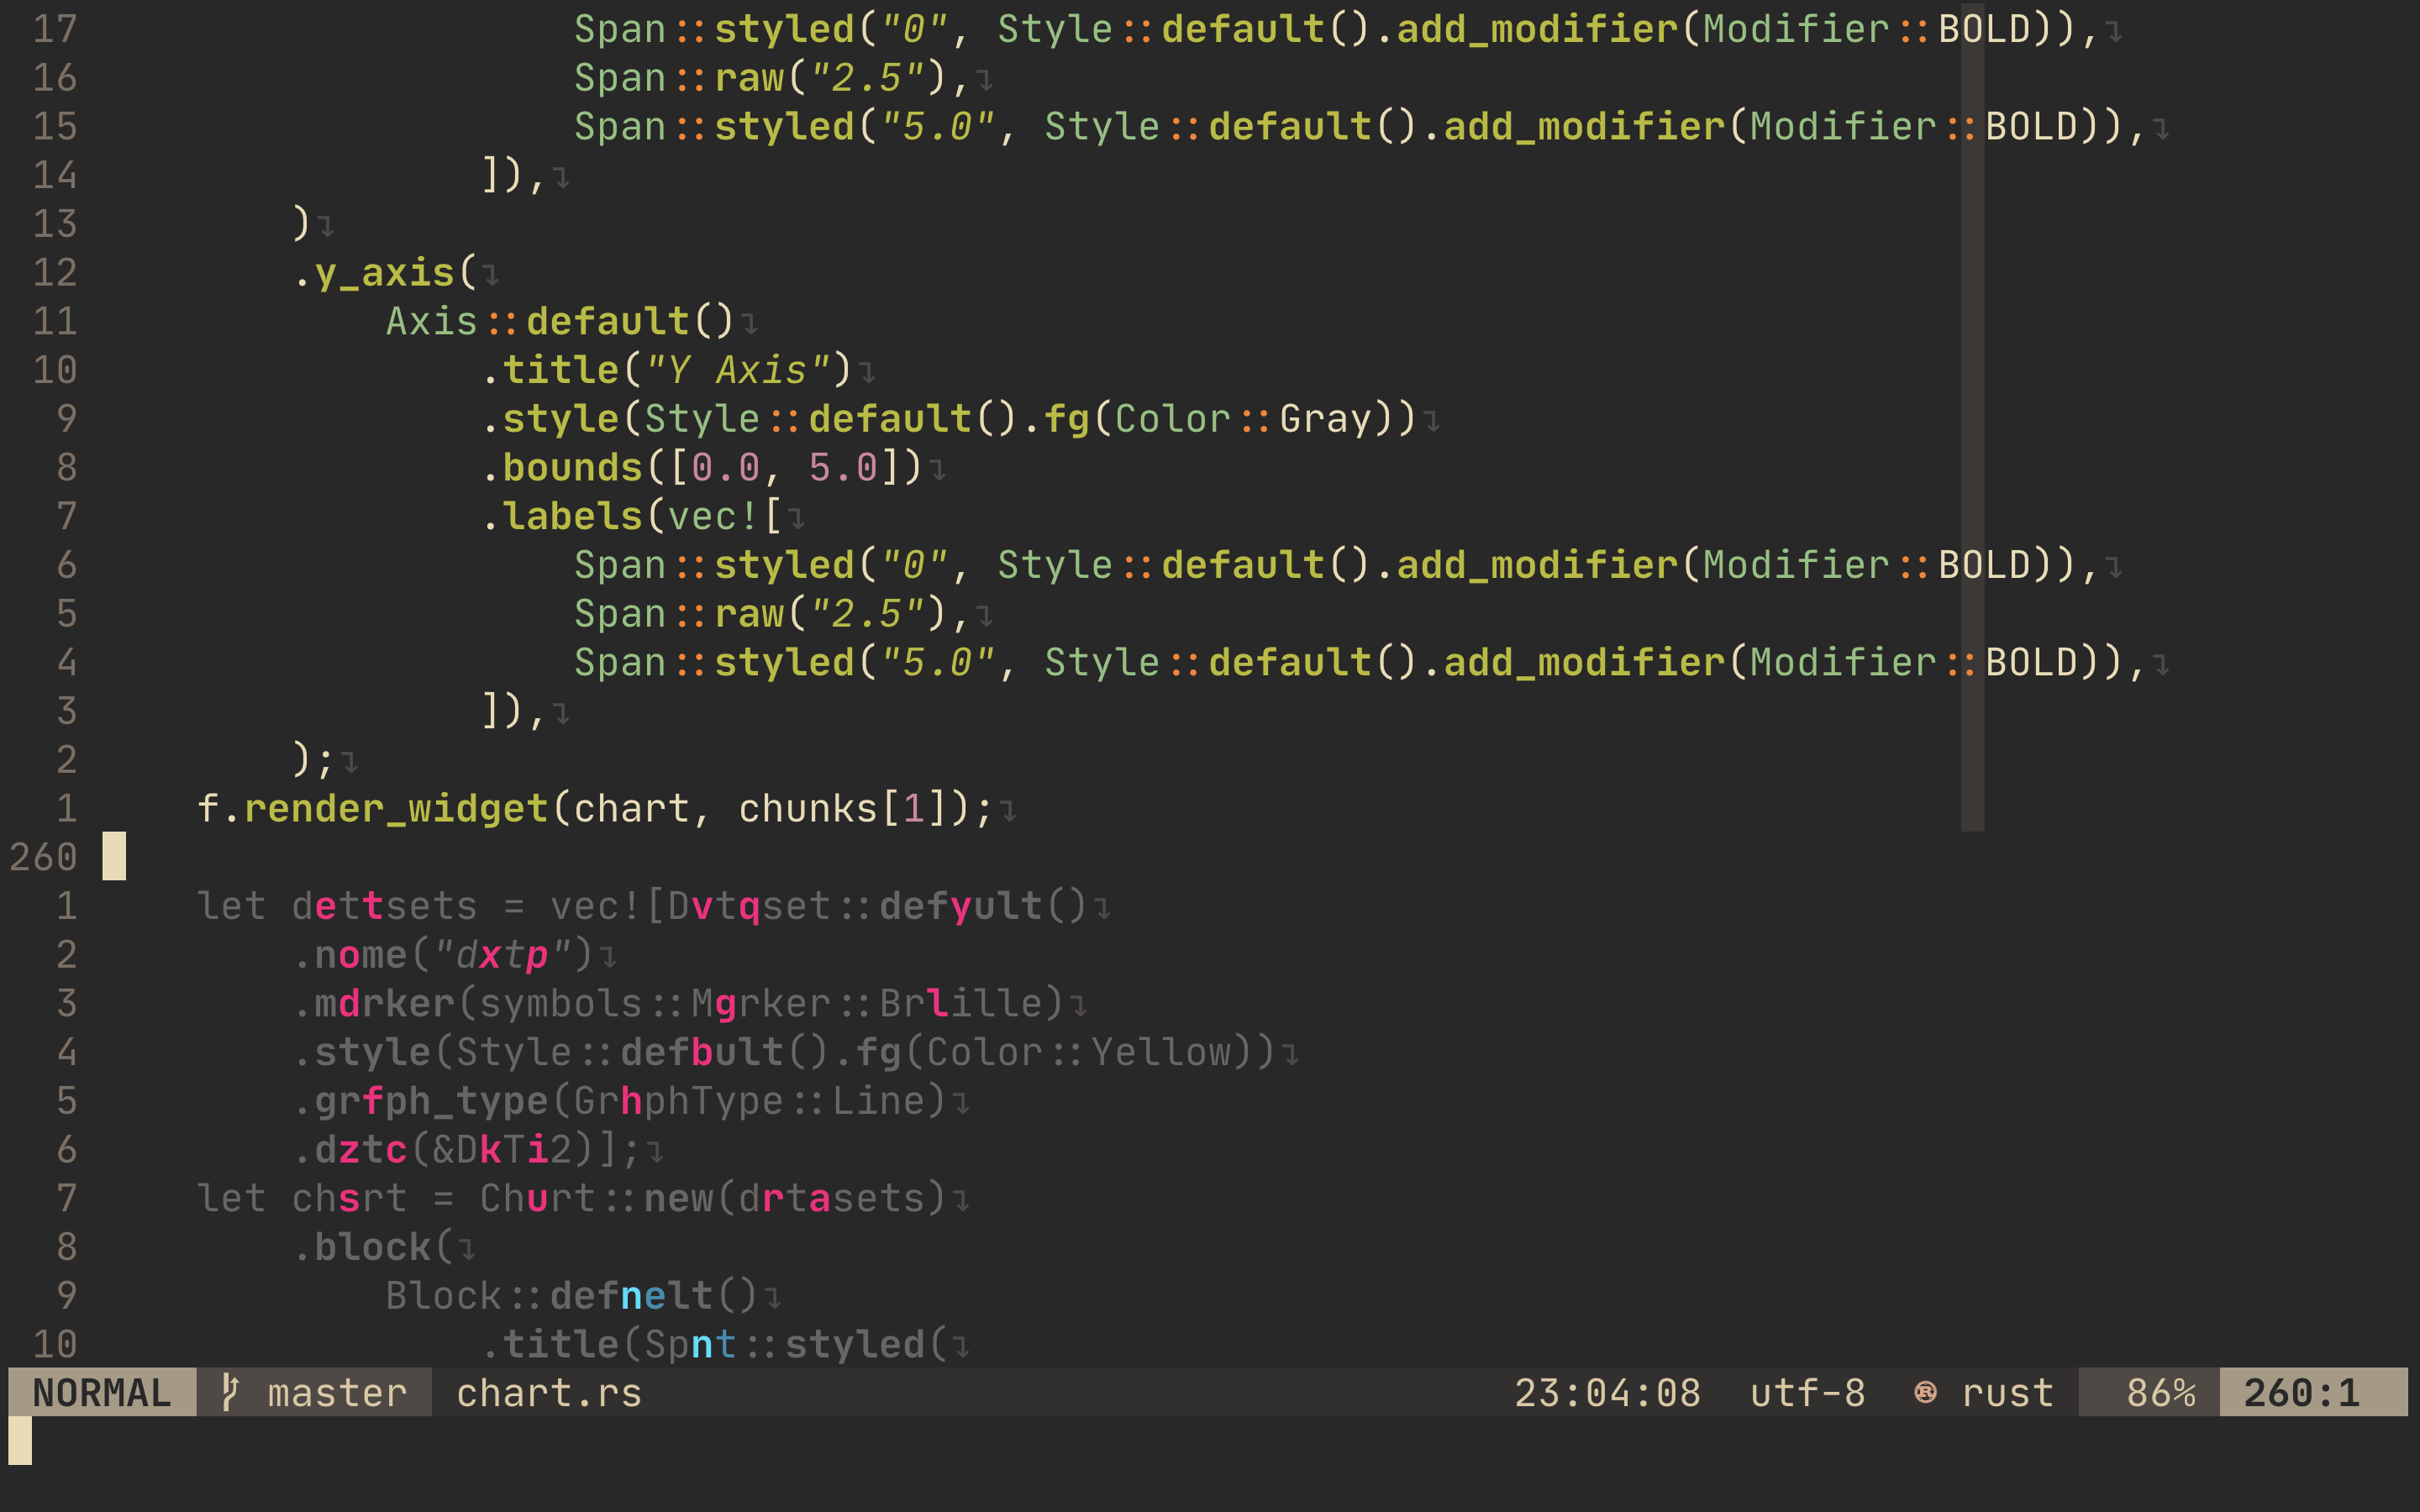 17                     Span::styled("0", Style::default().add_modifier(Modifier::BOLD)),↴
16                     Span::raw("2.5"),↴
15                     Span::styled("5.0", Style::default().add_modifier(Modifier::BOLD)),↴
14                 ]),↴
13         )↴
12         .y_axis(↴
11             Axis::default()↴
10                 .title("Y Axis")↴
9                 .style(Style::default().fg(Color::Gray))↴
8                 .bounds([0.0, 5.0])↴
7                 .labels(vec![↴
6                     Span::styled("0", Style::default().add_modifier(Modifier::BOLD)),↴
5                     Span::raw("2.5"),↴
4                     Span::styled("5.0", Style::default().add_modifier(Modifier::BOLD)),↴
3                 ]),↴
2         );↴
1     f.render_widget(chart, chunks[1]);↴
260
1     let dettsets = vec![Dvtqset::defyult()↴
2         .nome("dxtp")↴
3         .mdrker(symbols::Mgrker::Brlille)↴
4         .style(Style::defbult().fg(Color::Yellow))↴
5         .grfph_type(GrhphType::Line)↴
6         .dztc(&DkTi2)];↴
7     let chsrt = Churt::new(drtasets)↴
8         .block(↴
9             Block::defnelt()↴
10                 .title(Spnt::styled(↴
NORMAL master chart.rs 23:04:08 utf-8 rust 86% 260:1